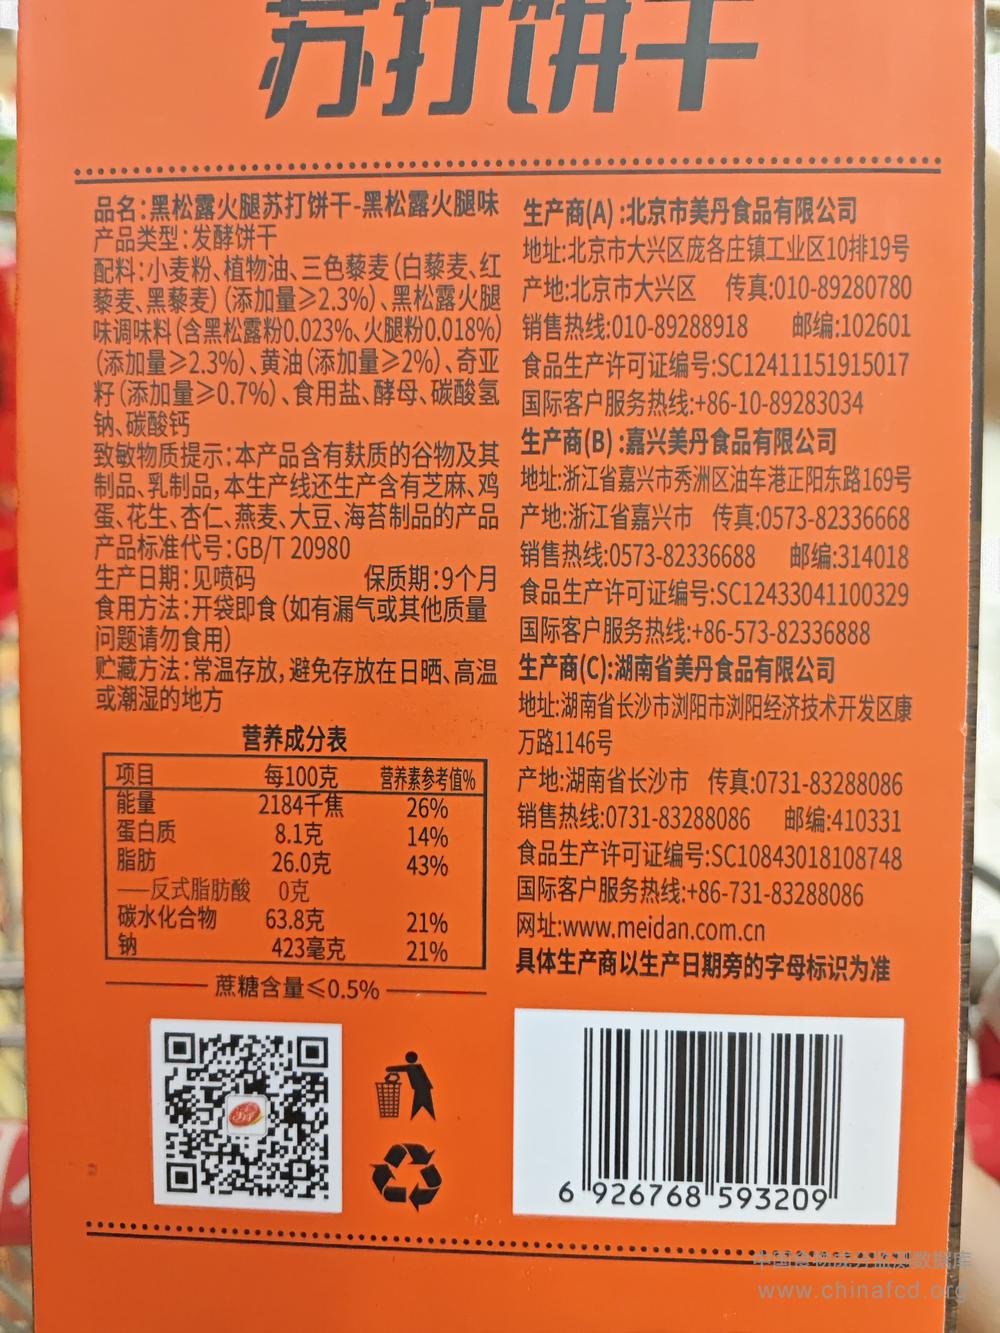 苏打饼干
品名:黑松露火腿苏打饼干-黑松露火腿味
产品类型:发酵饼干
配料:小麦粉、植物油、三色藜麦(白藜麦、红
藜麦、黑藜麦)(添加量≥2.3%)、黑松露火腿
味调味料(含黑松露粉0.023%、火腿粉0.018%)
(添加量≥2.3%)、黄油(添加量≥2%)、奇亚
籽(添加量≥0.7%)、食用盐、酵母、碳酸氢
钠、碳酸钙
致敏物质提示:本产品含有麸质的谷物及其
制品、乳制品,本生产线还生产含有芝麻、鸡
蛋、花生、杏仁、燕麦、大豆、海苔制品的产品
产品标准代号:GB/T 20980
生产日期:见喷码 保质期:9个月
食用方法:开袋即食(如有漏气或其他质量
问题请勿食用)
贮藏方法:常温存放,避免存放在日晒、高温
或潮湿的地方
营养成分表
项目 每100克 营养素参考值%
能量 2184千焦 26%
蛋白质 8.1克 14%
脂肪 26.0克 43%
——反式脂肪酸 0克
碳水化合物 63.8克 21%
钠 423毫克 21%
蔗糖含量≤0.5%
生产商(A) :北京市美丹食品有限公司
地址:北京市大兴区庞各庄镇工业区10排19号
产地:北京市大兴区 传真:010-89280780
销售热线:010-89288918 邮编:102601
食品生产许可证编号:SC12411151915017
国际客户服务热线:+86-10-89283034
生产商(B) :嘉兴美丹食品有限公司
地址:浙江省嘉兴市秀洲区油车港正阳东路169号
产地:浙江省嘉兴市 传真:0573-82336668
销售热线:0573-82336688 邮编:314018
食品生产许可证编号:SC12433041100329
国际客户服务热线:+86-573-82336888
生产商(C):湖南省美丹食品有限公司
地址:湖南省长沙市浏阳市浏阳经济技术开发区康
万路1146号
产地:湖南省长沙市 传真:0731-83288086
销售热线:0731-83288086 邮编:410331
食品生产许可证编号:SC10843018108748
国际客户服务热线:+86-731-83288086
网址:www.meidan.com.cn
具体生产商以生产日期旁的字母标识为准
6 926768 593209
中国食物成分监测数据库
www.chinafcd.org